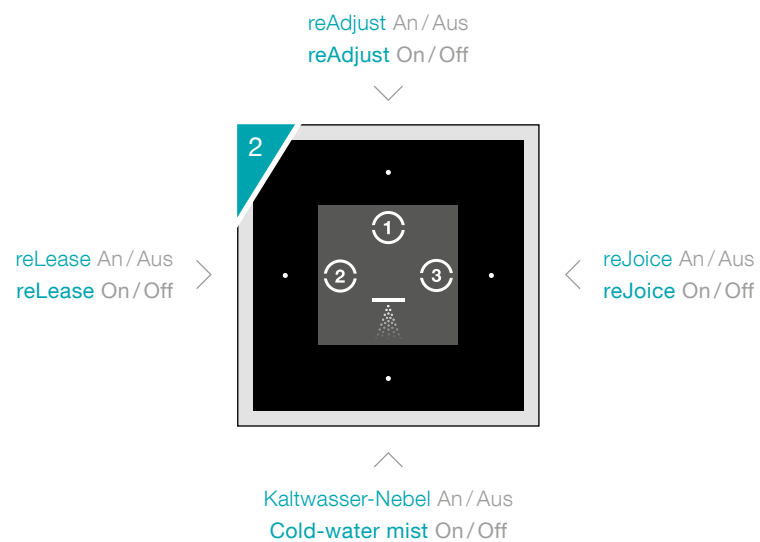 reAdjust An / Aus
reAdjust On / Off
2
1
reLease An / Aus
reLease On / Off
2
3
reJoice An / Aus
reJoice On / Off
Kaltwasser-Nebel An / Aus
Cold-water mist On / Off